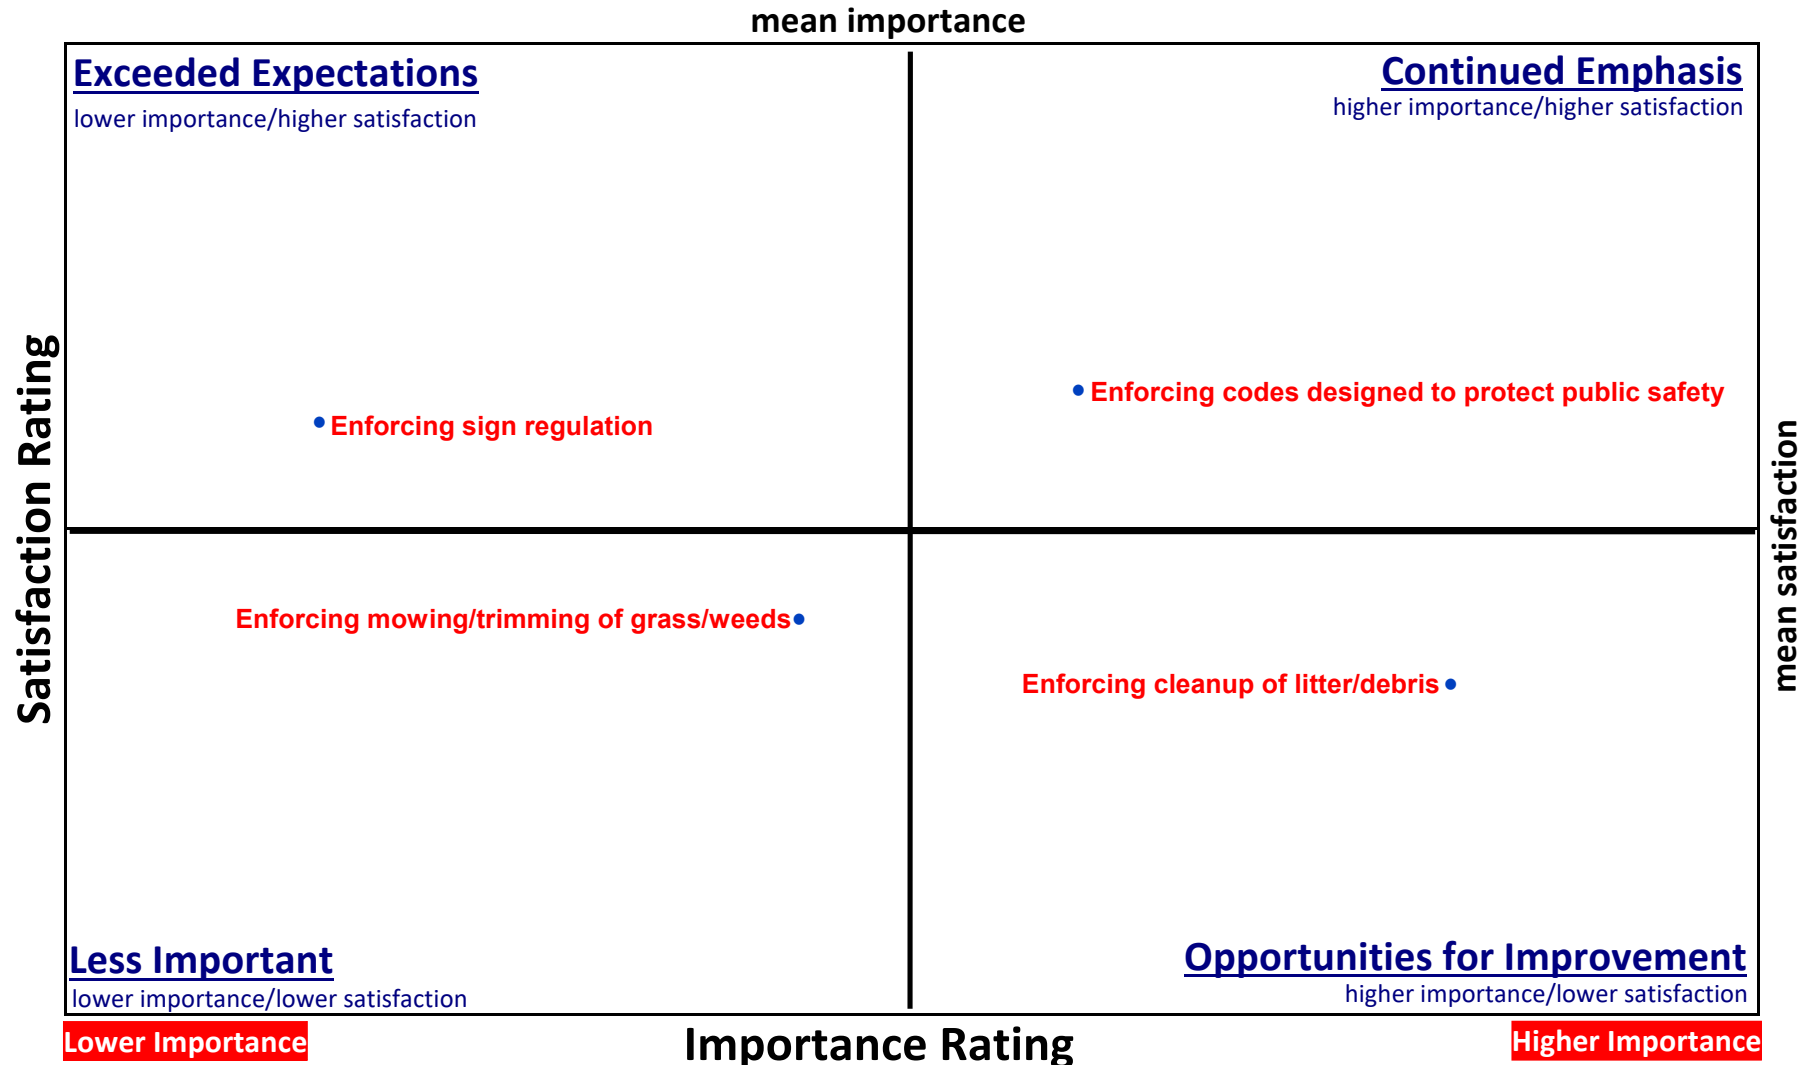 mean importance
Exceeded Expectations
lower importance/higher satisfaction
Continued Emphasis
higher importance/higher satisfaction
Satisfaction Rating
mean satisfaction
Enforcing codes designed to protect public safety
Enforcing sign regulation
Enforcing mowing/trimming of grass/weeds
Enforcing cleanup of litter/debris
Less Important
lower importance/lower satisfaction
Opportunities for Improvement
higher importance/lower satisfaction
Lower Importance
Importance Rating
Higher Importance